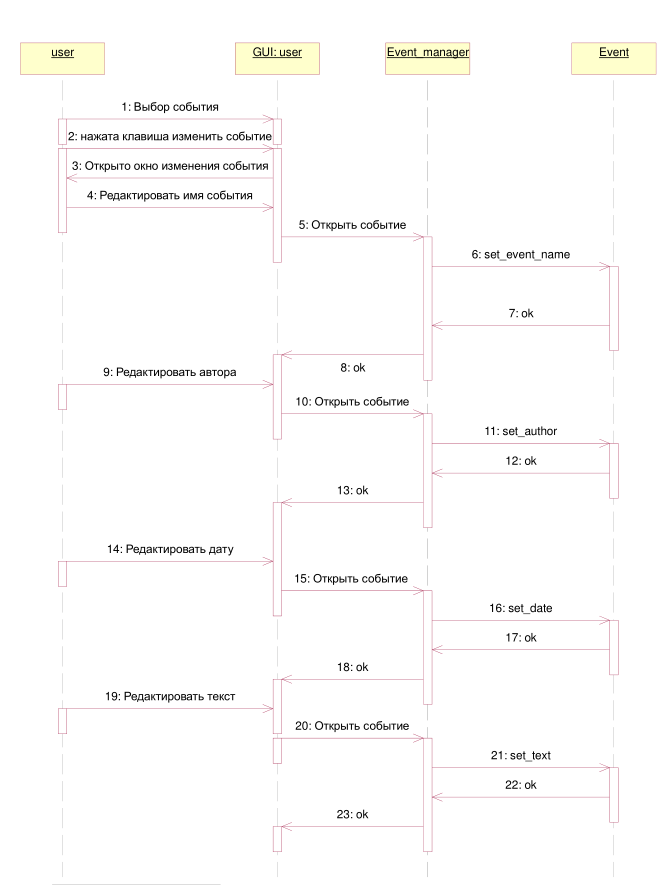 user
GUI: user
Event_manager
Event
1: Выбор события
2: нажата клавиша изменить событие
3: Открыто окно изменения события
4: Редактировать имя события
5: Открыть событие
6: set_event_name
7: ok
8: ok
9: Редактировать автора
10: Открыть событие
11: set_author
12: ok
13: ok
14: Редактировать дату
15: Открыть событие
16: set_date
17: ok
18: ok
19: Редактировать текст
20: Открыть событие
21: set_text
22: ok
23: ok